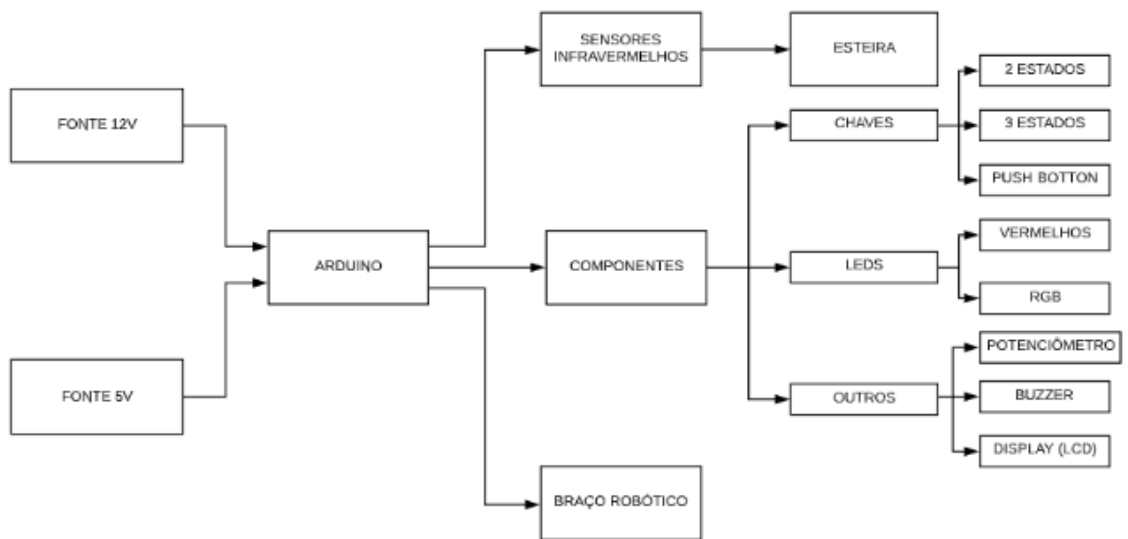 FONTE 12V
FONTE 5V
ARDUINO
SENSORES
INFRAVERMELHOS
ESTEIRA
COMPONENTES
CHAVES
2 ESTADOS
3 ESTADOS
PUSH BOTTON
LEDS
VERMELHOS
RGB
OUTROS
POTENCIÔMETRO
BUZZER
DISPLAY (LCD)
BRAÇO ROBÓTICO